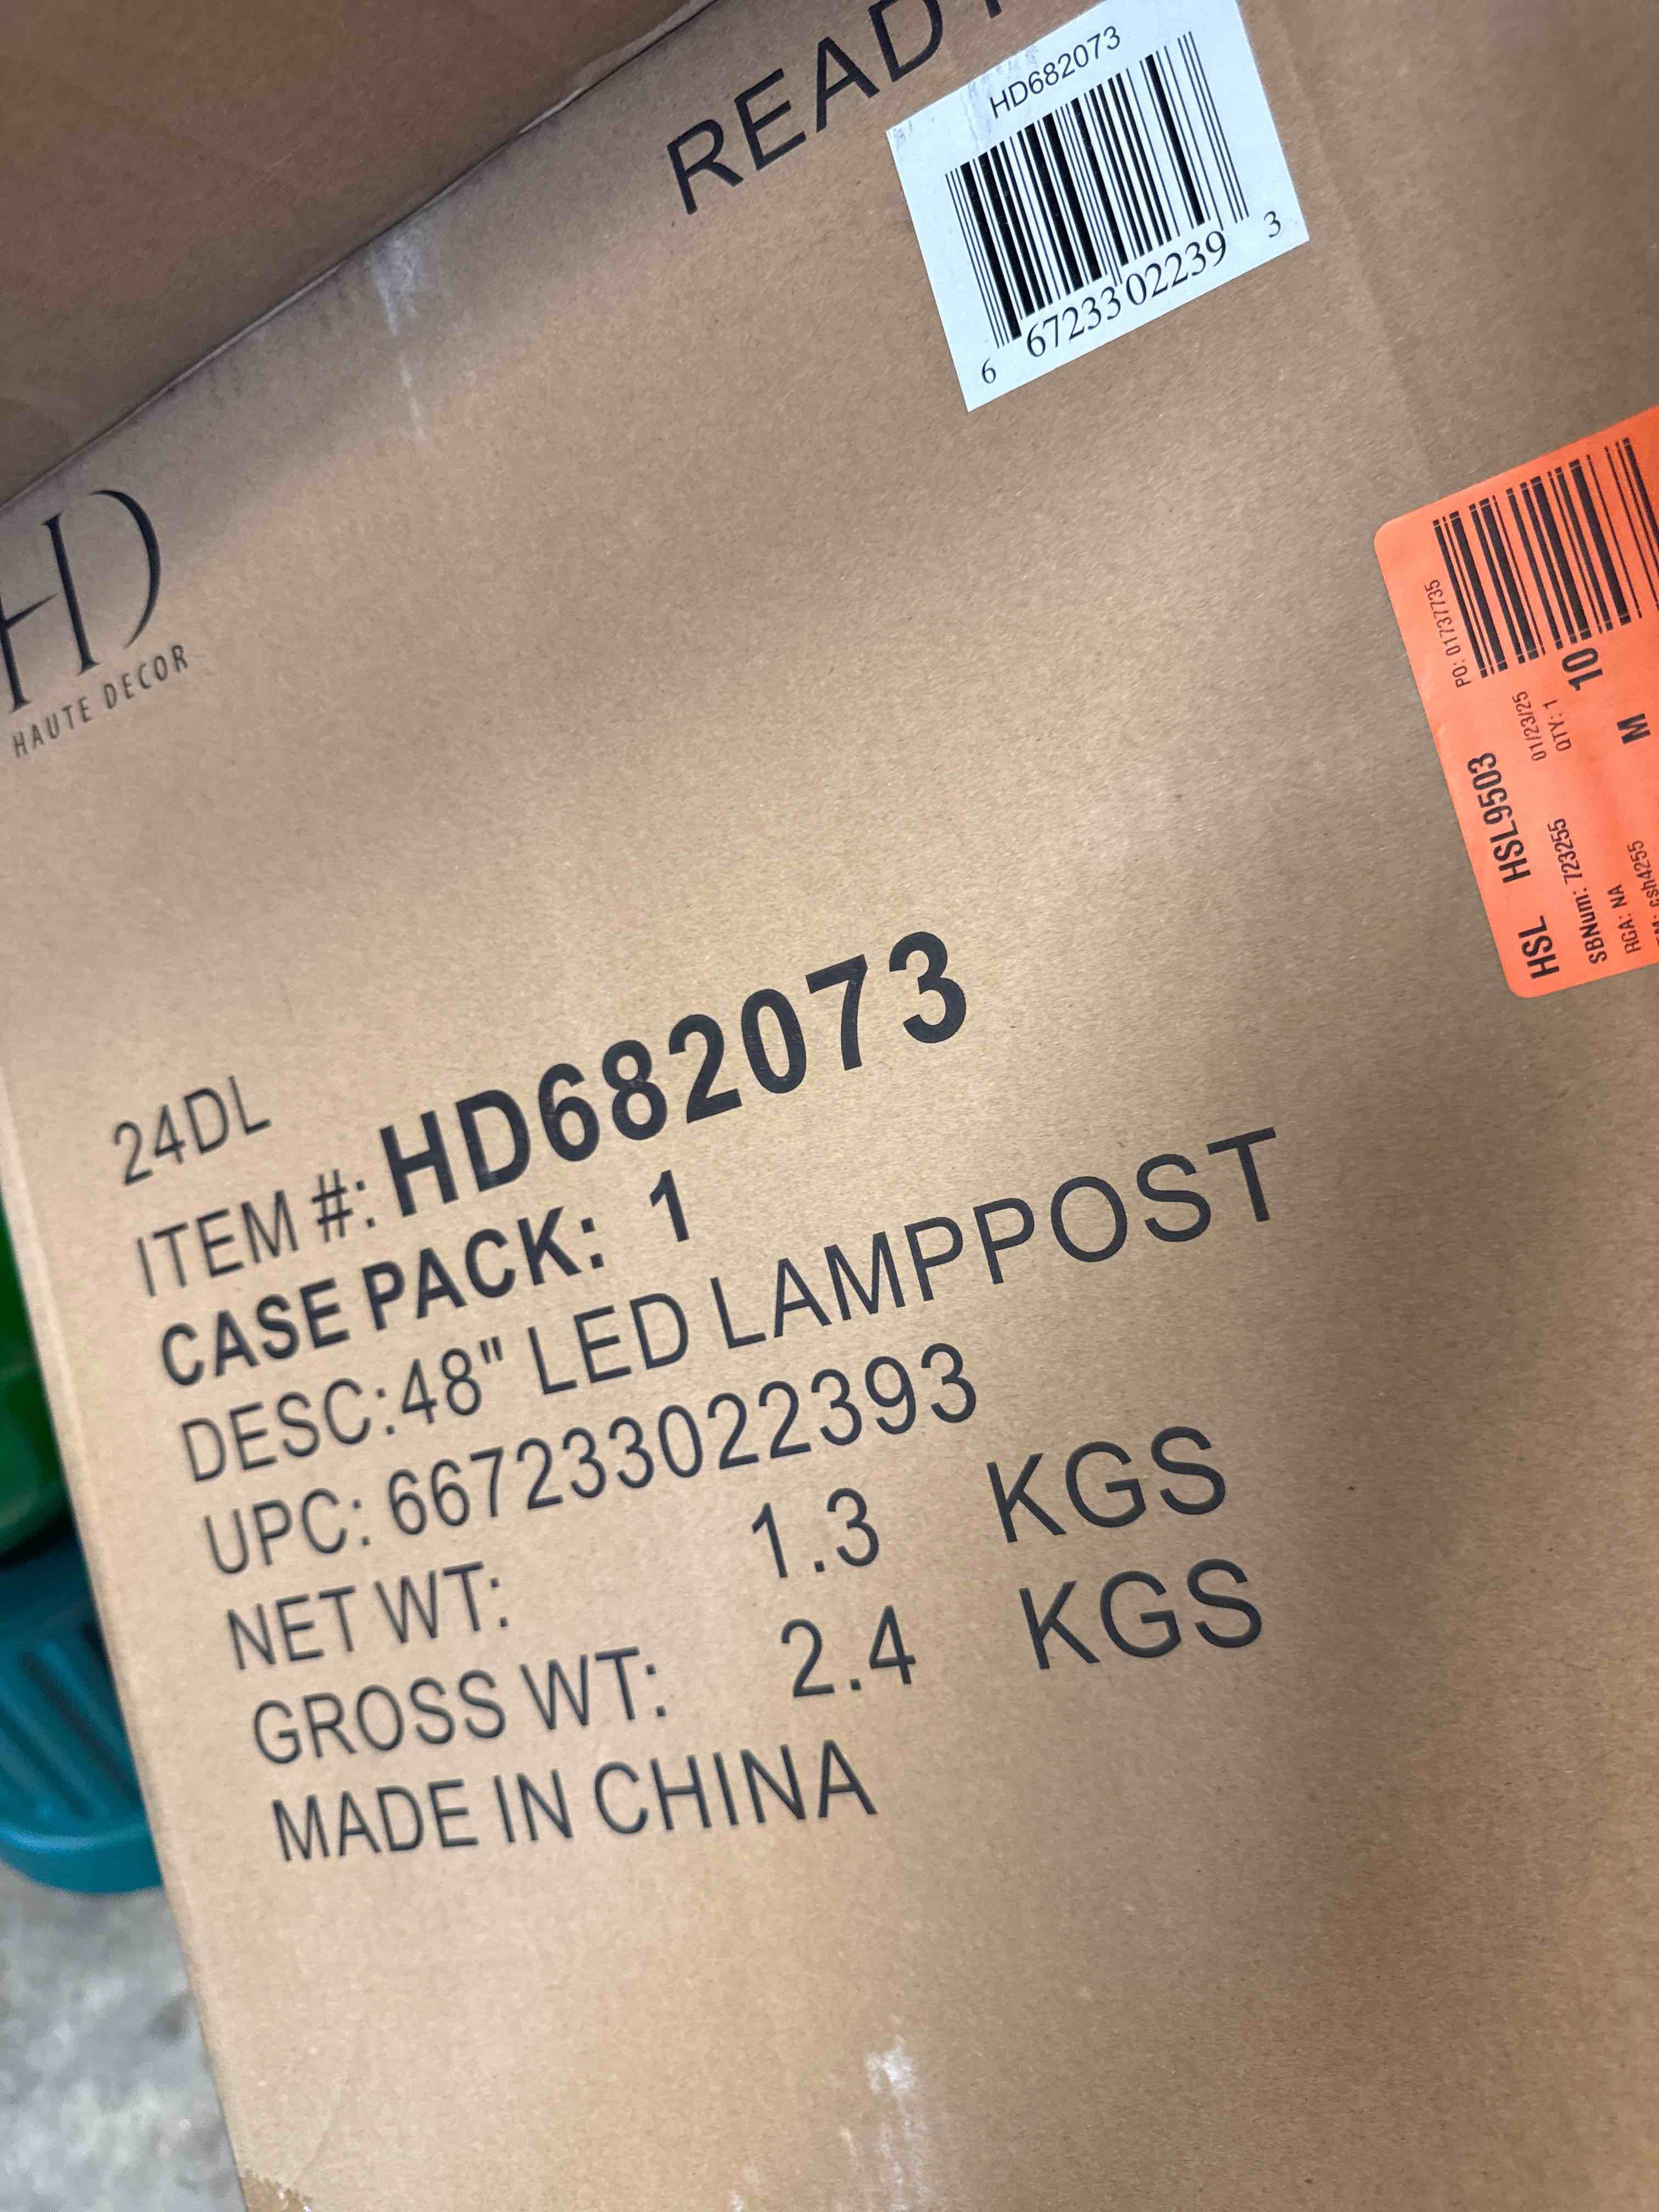 HD682073
6 67233 02239 3
HD
HAUTE DECOR
PO: 01737735
HSL HSL9503
01/23/25
SBNum: 723255 QTY: 1
10
RGA: NA
M
24DL
ITEM #: HD682073
CASE PACK: 1
DESC:48" LED LAMPPOST
UPC: 667233022393
NET WT: 1.3 KGS
GROSS WT: 2.4 KGS
MADE IN CHINA